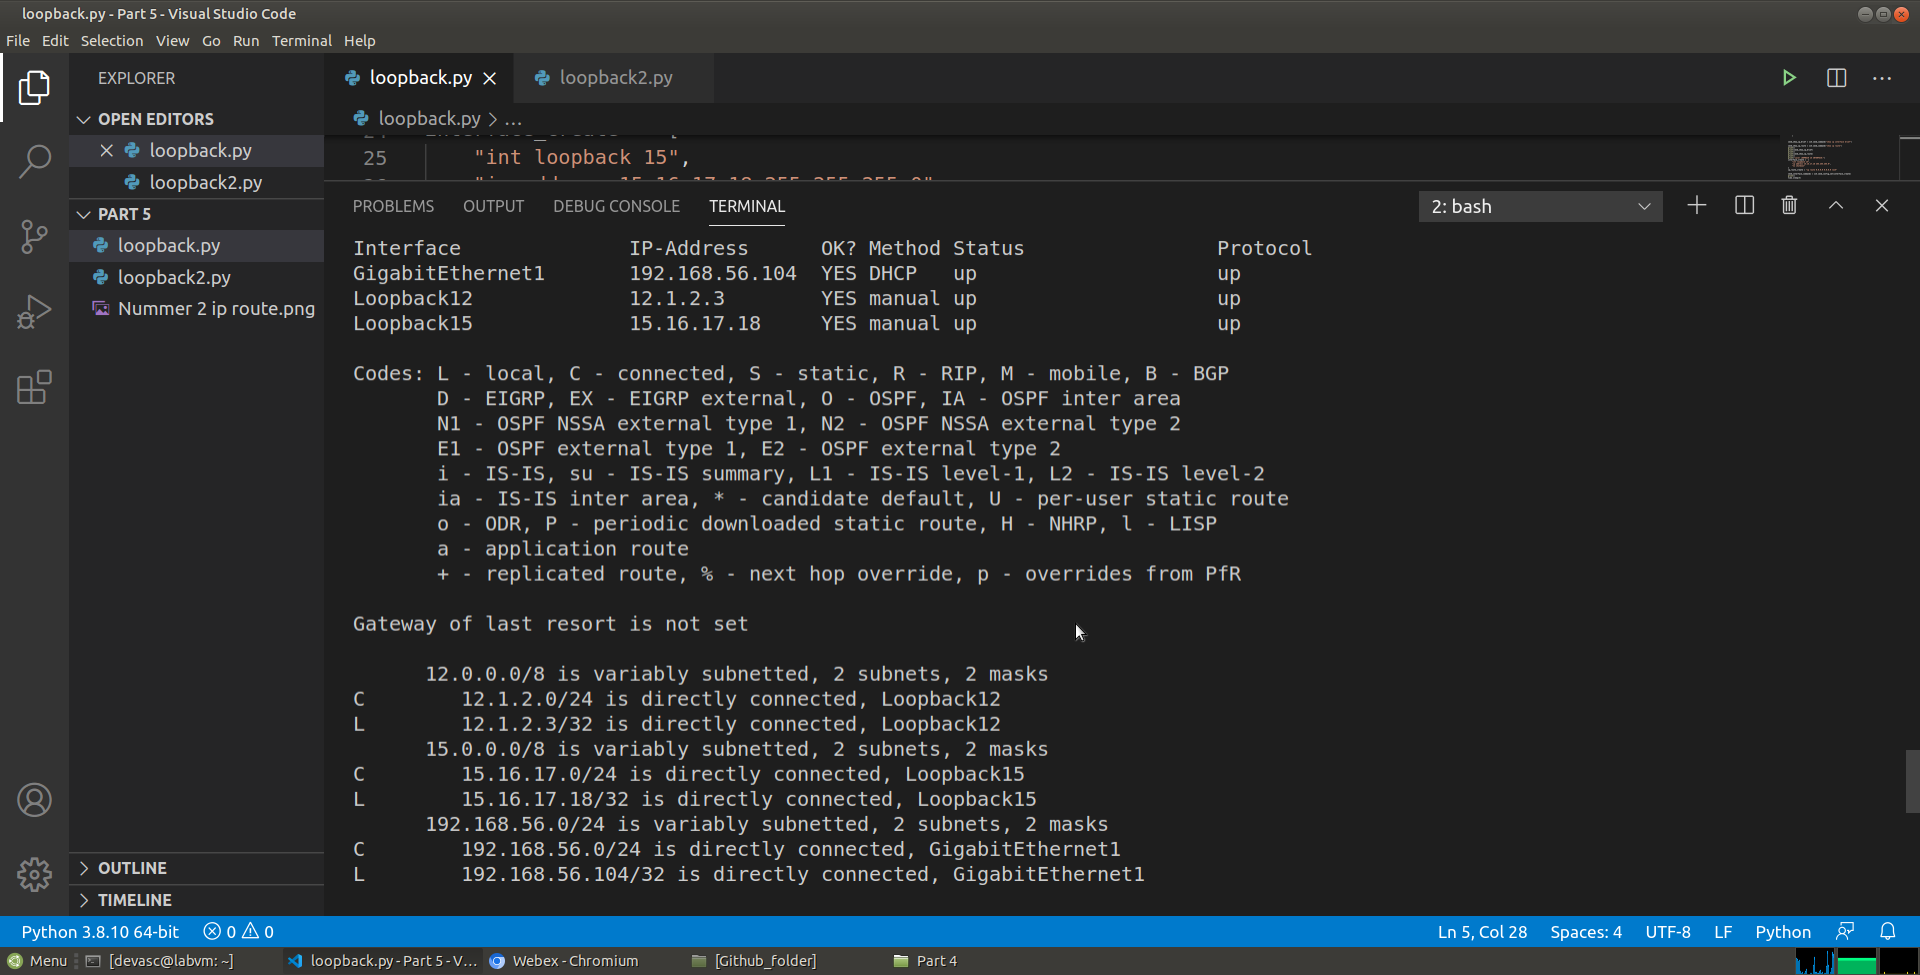 loopback.py - Part 5 - Visual Studio Code
File Edit Selection View Go Run Terminal Help
EXPLORER
OPEN EDITORS
loopback.py
loopback2.py
PART 5
loopback.py
loopback2.py
Nummer 2 ip route.png
OUTLINE
TIMELINE
loopback.py loopback2.py
loopback.py > ...
25 "int loopback 15",
PROBLEMS OUTPUT DEBUG CONSOLE TERMINAL 2: bash
Interface IP-Address OK? Method Status Protocol
GigabitEthernet1 192.168.56.104 YES DHCP up up
Loopback12 12.1.2.3 YES manual up up
Loopback15 15.16.17.18 YES manual up up
Codes: L - local, C - connected, S - static, R - RIP, M - mobile, B - BGP
D - EIGRP, EX - EIGRP external, O - OSPF, IA - OSPF inter area
N1 - OSPF NSSA external type 1, N2 - OSPF NSSA external type 2
E1 - OSPF external type 1, E2 - OSPF external type 2
i - IS-IS, su - IS-IS summary, L1 - IS-IS level-1, L2 - IS-IS level-2
ia - IS-IS inter area, * - candidate default, U - per-user static route
o - ODR, P - periodic downloaded static route, H - NHRP, l - LISP
a - application route
+ - replicated route, % - next hop override, p - overrides from PfR
Gateway of last resort is not set
12.0.0.0/8 is variably subnetted, 2 subnets, 2 masks
C 12.1.2.0/24 is directly connected, Loopback12
L 12.1.2.3/32 is directly connected, Loopback12
15.0.0.0/8 is variably subnetted, 2 subnets, 2 masks
C 15.16.17.0/24 is directly connected, Loopback15
L 15.16.17.18/32 is directly connected, Loopback15
192.168.56.0/24 is variably subnetted, 2 subnets, 2 masks
C 192.168.56.0/24 is directly connected, GigabitEthernet1
L 192.168.56.104/32 is directly connected, GigabitEthernet1
Python 3.8.10 64-bit 0 0 Ln 5, Col 28 Spaces: 4 UTF-8 LF Python
Menu [devasc@labvm: ~] loopback.py - Part 5 - V... Webex - Chromium [Github_folder] Part 4